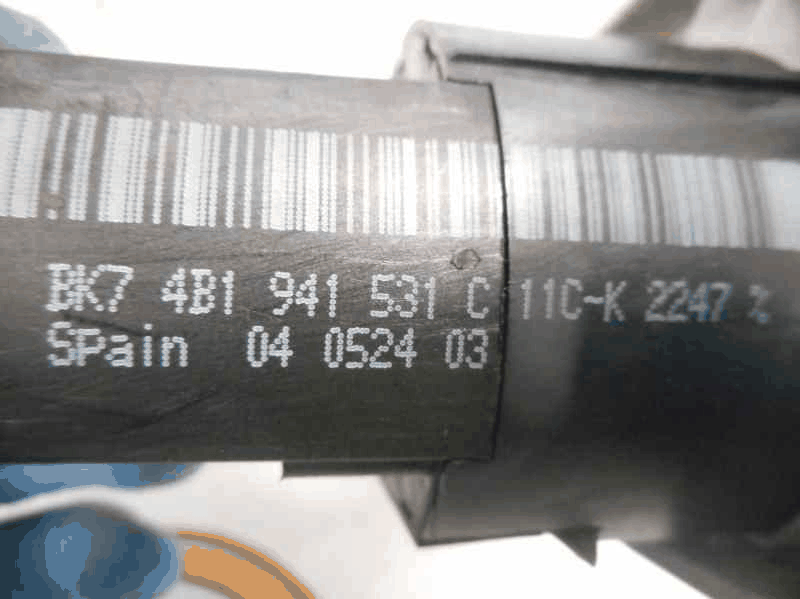 BK7 4B1 941 531 C 11C-K 2247 %
SPain 04 0524 03